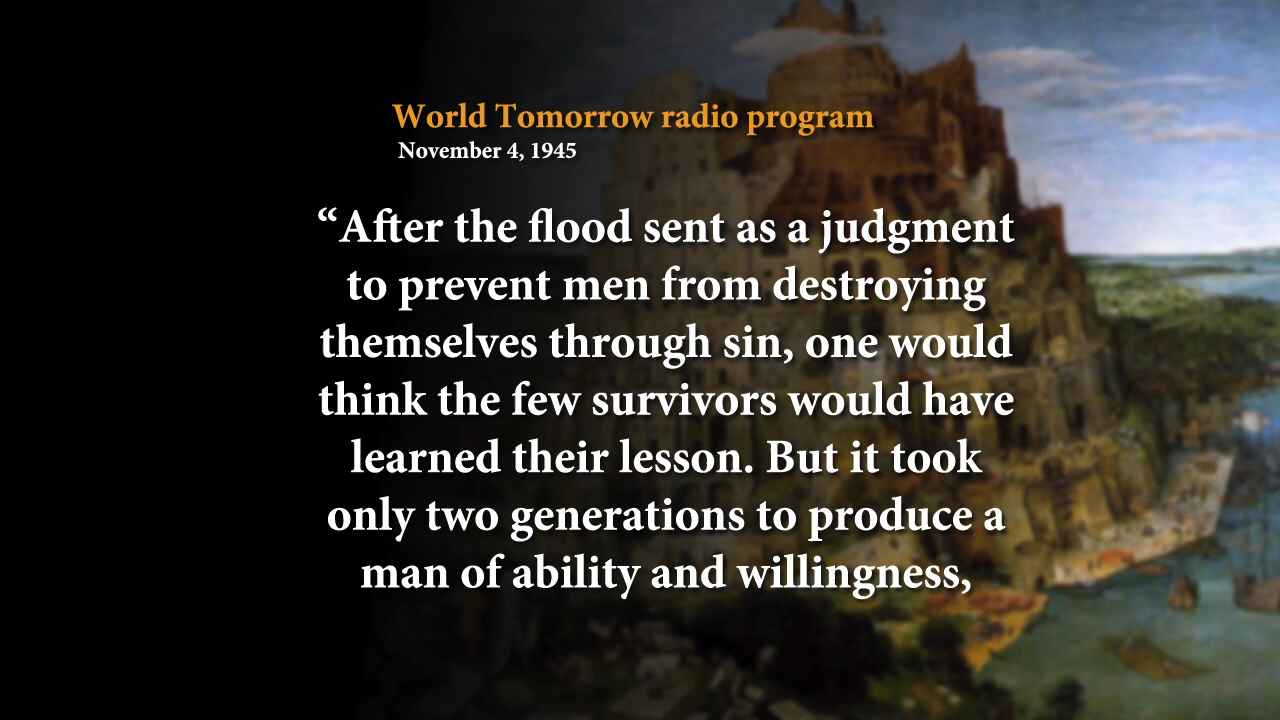 World Tomorrow radio program
November 4, 1945
“After the flood sent as a judgment
to prevent men from destroying
themselves through sin, one would
think the few survivors would have
learned their lesson. But it took
only two generations to produce a
man of ability and willingness,